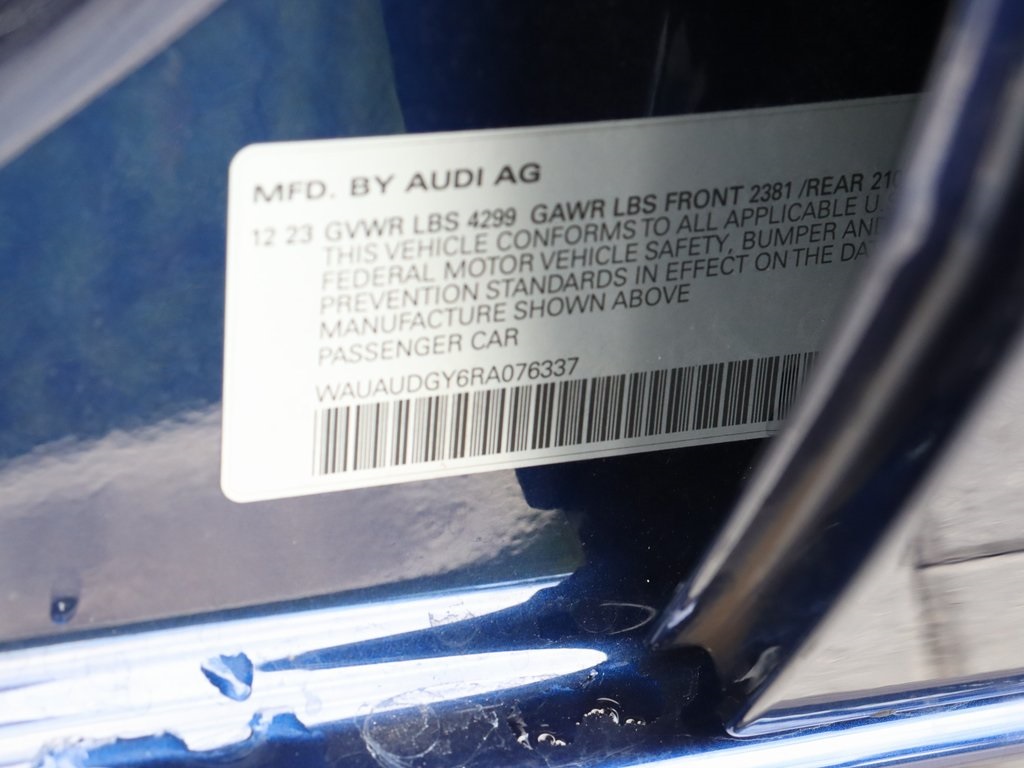 MFD. BY AUDI AG
12 23 GVWR LBS 4299 GAWR LBS FRONT 2381 /REAR
THIS VEHICLE CONFORMS TO ALL APPLICABLE
FEDERAL MOTOR VEHICLE SAFETY, BUMPER
PREVENTION STANDARDS IN EFFECT ON THE
MANUFACTURE SHOWN ABOVE
PASSENGER CAR
WAUAUDGY6RA076337